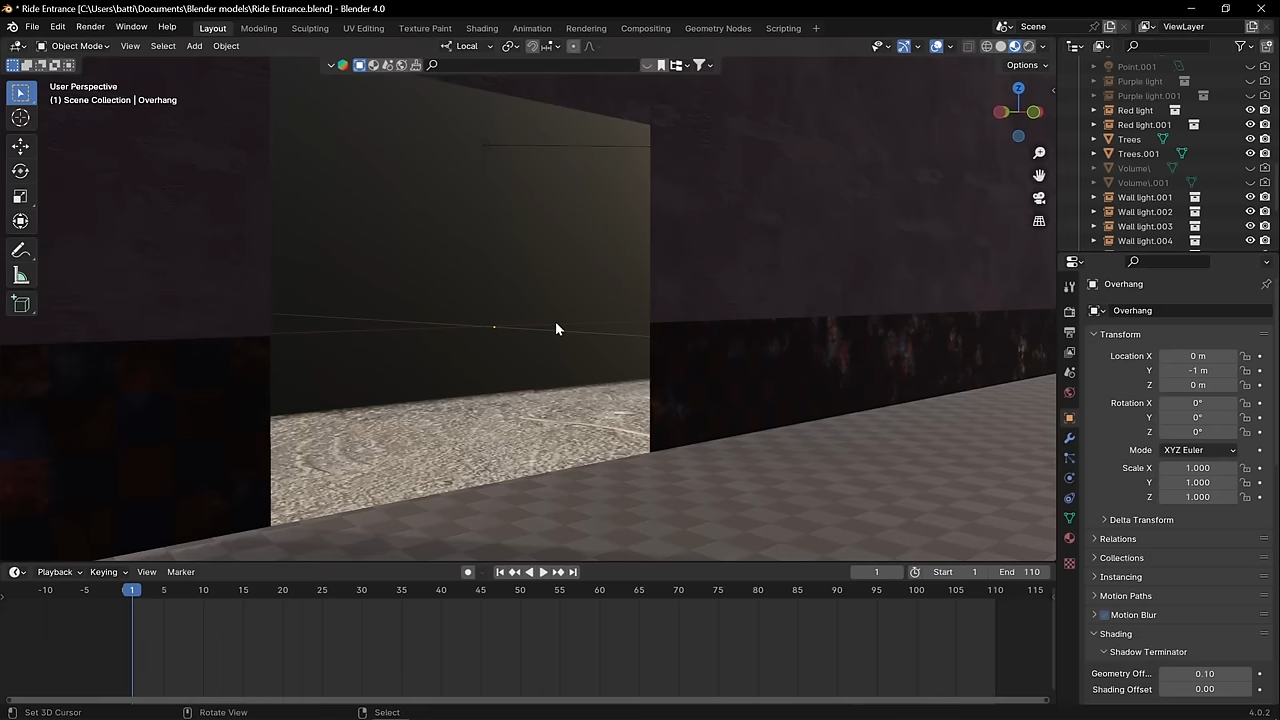 * Ride Entrance [C:\Users\batti\Documents\Blender models\Ride Entrance.blend] - Blender 4.0
File Edit Render Window Help Layout Modeling Sculpting UV Editing Texture Paint Shading Animation Rendering Compositing Geometry Nodes Scripting Scene ViewLayer
Object Mode View Select Add Object Local
Options
User Perspective
(1) Scene Collection | Overhang
Z
Point.001
Purple light
Purple light.001
Red light
Red light.001
Trees
Trees.001
Volume\
Volume\.001
Wall light.001
Wall light.002
Wall light.003
Wall light.004
Overhang
Overhang
Transform
Location X 0 m
Y -1 m
Z 0 m
Rotation X 0°
Y 0°
Z 0°
Mode XYZ Euler
Scale X 1.000
Y 1.000
Z 1.000
Delta Transform
Relations
Collections
Instancing
Motion Paths
Motion Blur
Shading
Shadow Terminator
Geometry Off... 0.10
Shading Offset 0.00
Playback Keying View Marker 1 Start 1 End 110
-10 -5 1 5 10 15 20 25 30 35 40 45 50 55 60 65 70 75 80 85 90 95 100 105 110 115
Set 3D Cursor Rotate View Select 4.0.2